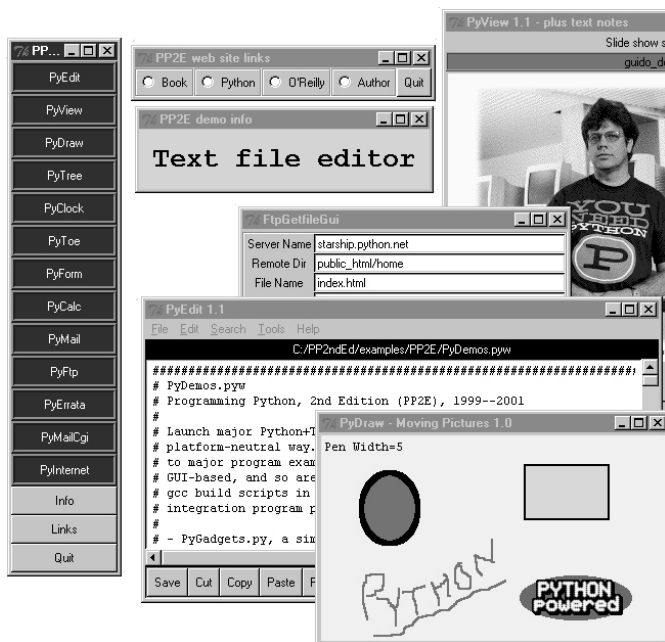 PP...
PyEdit
PyView
PyDraw
PyTree
PyClock
PyToe
PyForm
PyCalc
PyMail
PyFtp
PyErrata
PyMailCgi
PyInternet
Info
Links
Quit
PP2E web site links
Book Python O'Reilly Author Quit
PP2E demo info
Text file editor
PyView 1.1 - plus text notes
Slide show s
guido_d
YOU
NEED
PYTHON
P
FtpGetfileGui
Server Name starship.python.net
Remote Dir public_html/home
File Name index.html
PyEdit 1.1
File Edit Search Tools Help
C:/PP2ndEd/examples/PP2E/PyDemos.pyw
# PyDemos.pyw
# Programming Python, 2nd Edition (PP2E), 1999--2001
#
# Launch major Python+T
# platform-neutral way.
# to major program exam
# GUI-based, and so are
# gcc build scripts in
# integration program p
#
# - PyGadgets.py, a sim
Save Cut Copy Paste
PyDraw - Moving Pictures 1.0
Pen Width=5
PYTHON
PYTHON
powered